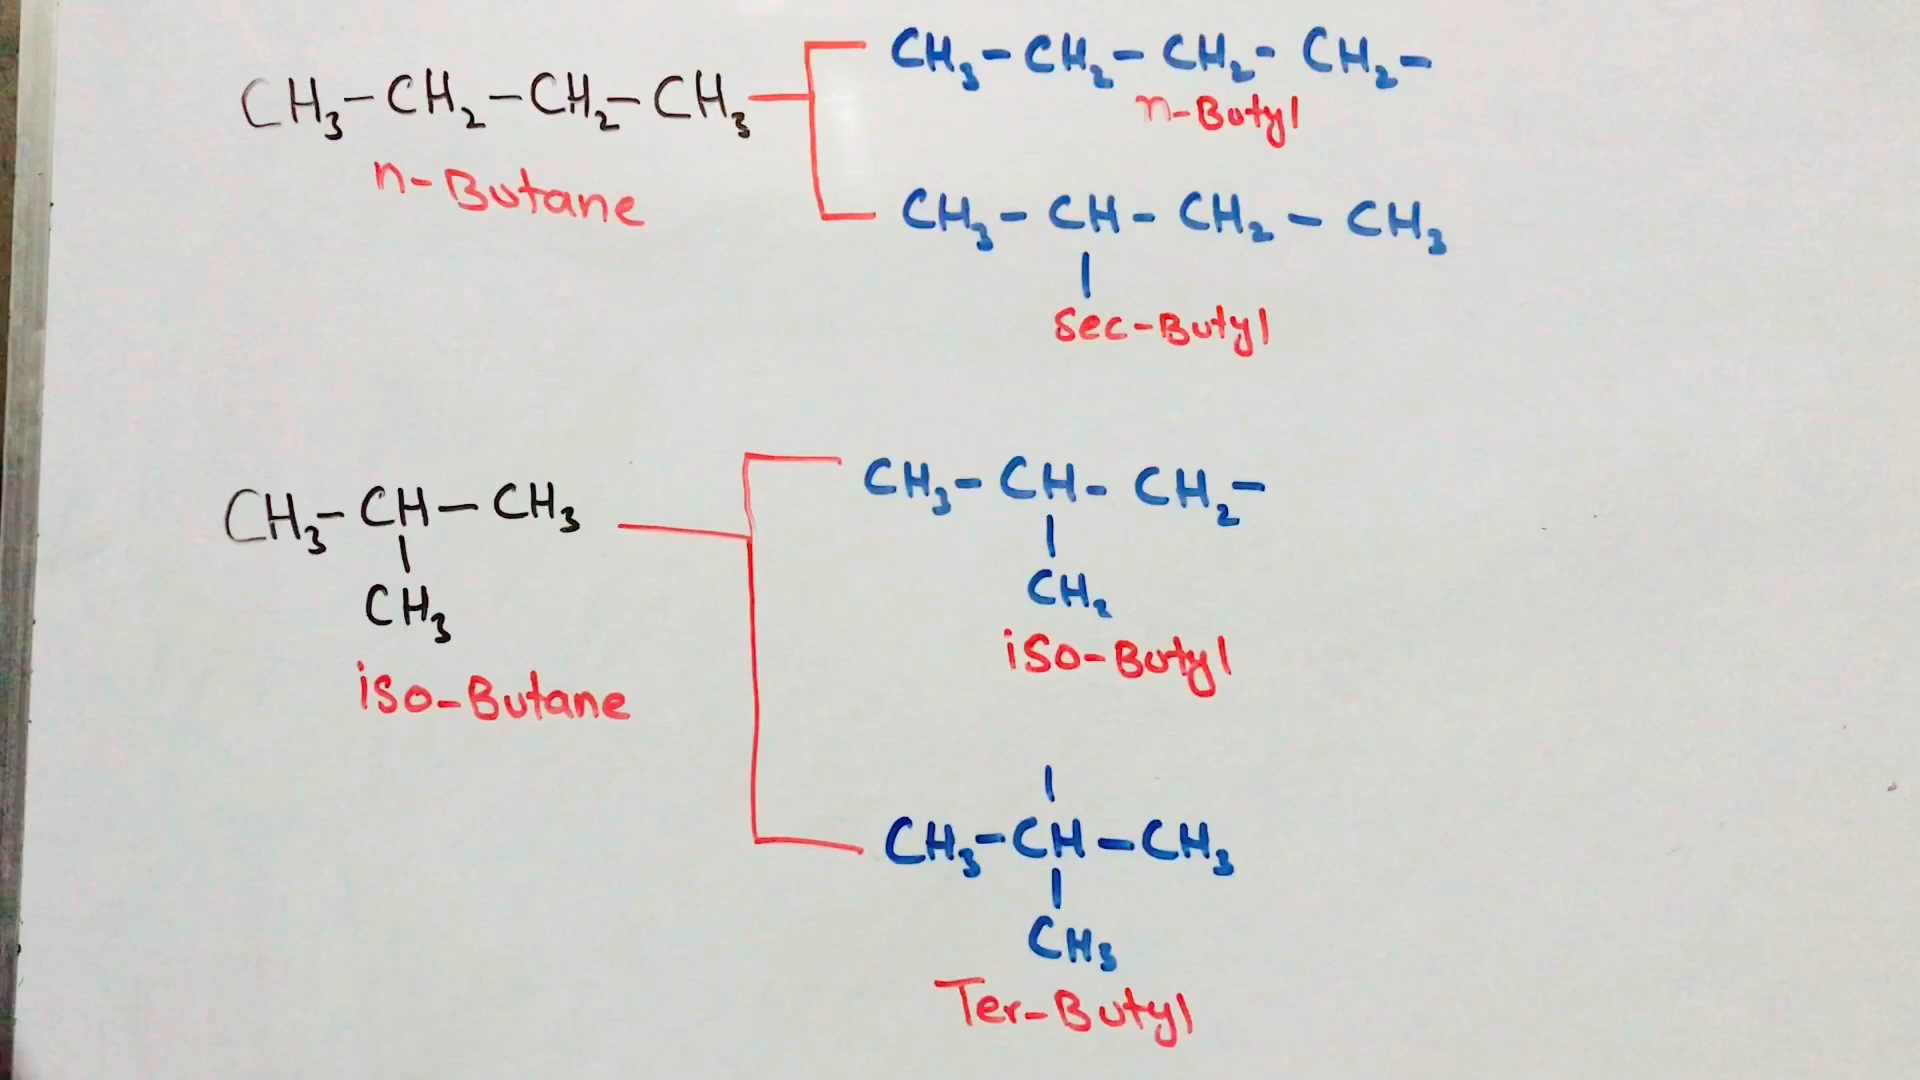 CH₃-CH₂-CH₂-CH₃
n-Butane
CH₃-CH₂-CH₂-CH₂-
n-Butyl
CH₃-CH-CH₂-CH₃
|
Sec-Butyl
CH₃-CH-CH₃
|
CH₃
iso-Butane
CH₃-CH-CH₂-
|
CH₂
iso-Butyl
|
CH₃-CH-CH₃
|
CH₃
Ter-Butyl